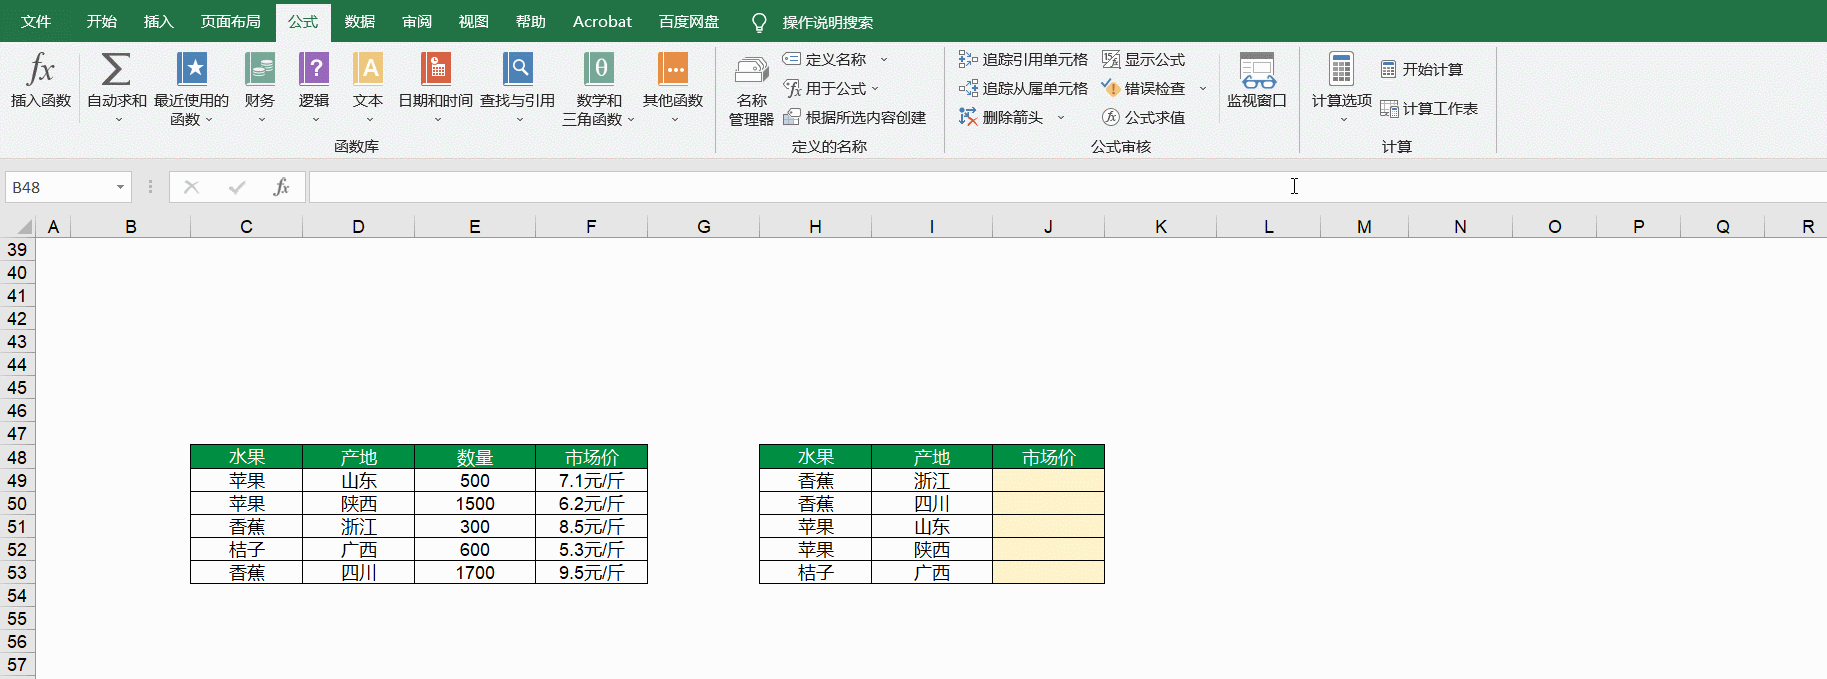 文件 开始 插入 页面布局 公式 数据 审阅 视图 帮助 Acrobat 百度网盘 操作说明搜索
fx 插入函数
Σ 自动求和
最近使用的
函数
财务
? 逻辑
A 文本
日期和时间
查找与引用
θ 数学和
三角函数
其他函数
函数库
名称
管理器
定义名称
用于公式
根据所选内容创建
定义的名称
追踪引用单元格
追踪从属单元格
删除箭头
显示公式
错误检查
公式求值
公式审核
监视窗口
计算选项
开始计算
计算工作表
计算
B48 fx
A B C D E F G H I J K L M N O P Q R
39
40
41
42
43
44
45
46
47
48 水果 产地 数量 市场价 水果 产地 市场价
49 苹果 山东 500 7.1元/斤 香蕉 浙江
50 苹果 陕西 1500 6.2元/斤 香蕉 四川
51 香蕉 浙江 300 8.5元/斤 苹果 山东
52 桔子 广西 600 5.3元/斤 苹果 陕西
53 香蕉 四川 1700 9.5元/斤 桔子 广西
54
55
56
57